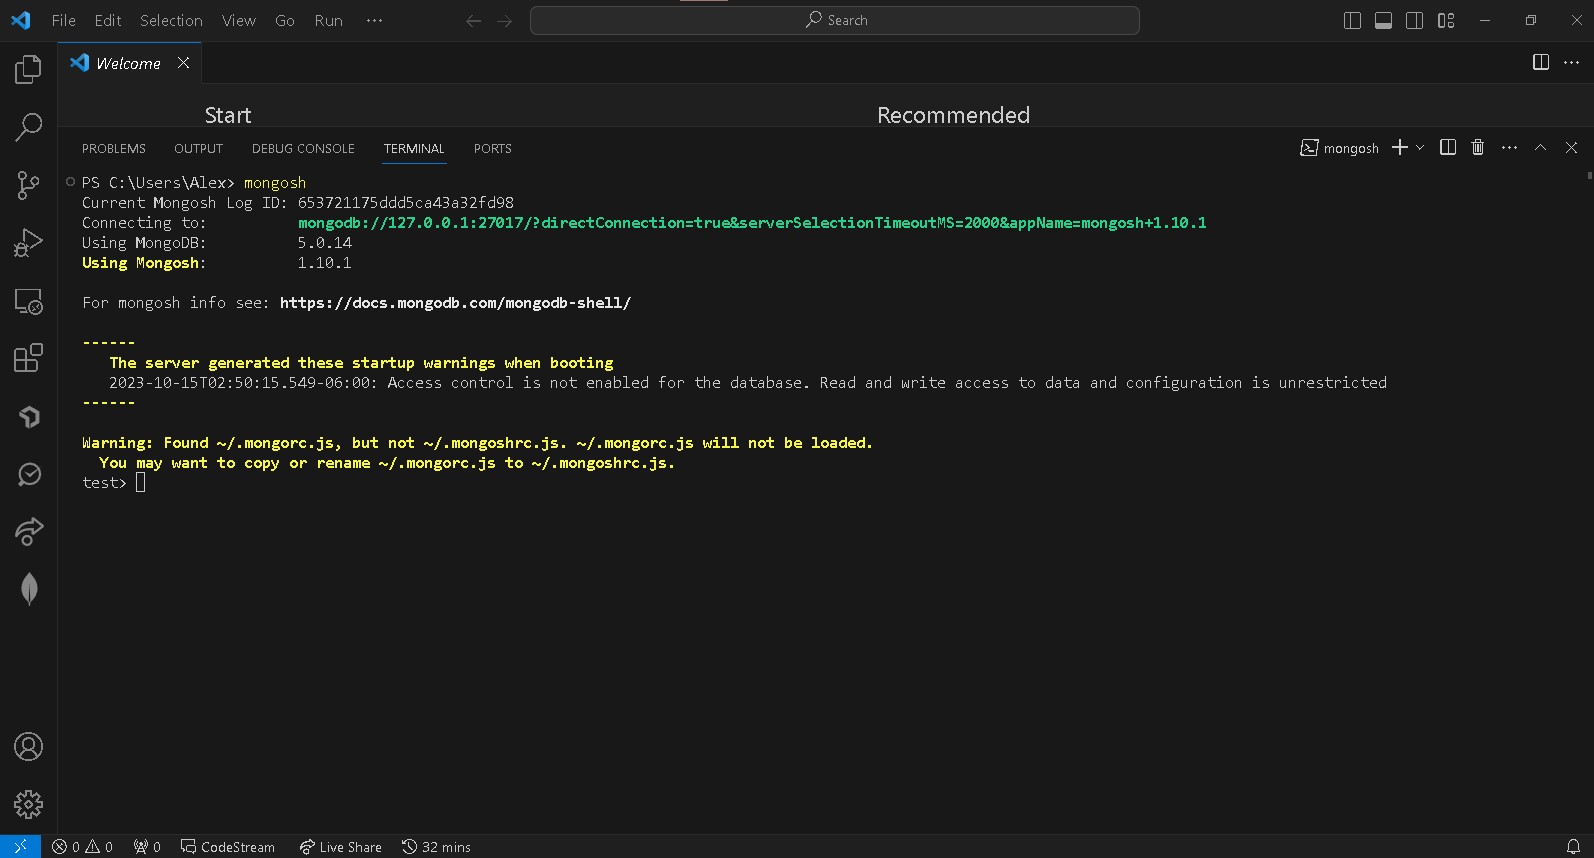 File Edit Selection View Go Run ···
Search
Welcome
Start
Recommended
PROBLEMS OUTPUT DEBUG CONSOLE TERMINAL PORTS
mongosh
PS C:\Users\Alex> mongosh
Current Mongosh Log ID: 653721175ddd5ca43a32fd98
Connecting to: mongodb://127.0.0.1:27017/?directConnection=true&serverSelectionTimeoutMS=2000&appName=mongosh+1.10.1
Using MongoDB: 5.0.14
Using Mongosh: 1.10.1
For mongosh info see: https://docs.mongodb.com/mongodb-shell/
------
The server generated these startup warnings when booting
2023-10-15T02:50:15.549-06:00: Access control is not enabled for the database. Read and write access to data and configuration is unrestricted
------
Warning: Found ~/.mongorc.js, but not ~/.mongoshrc.js. ~/.mongorc.js will not be loaded.
You may want to copy or rename ~/.mongorc.js to ~/.mongoshrc.js.
test>
0 0 0 CodeStream Live Share 32 mins